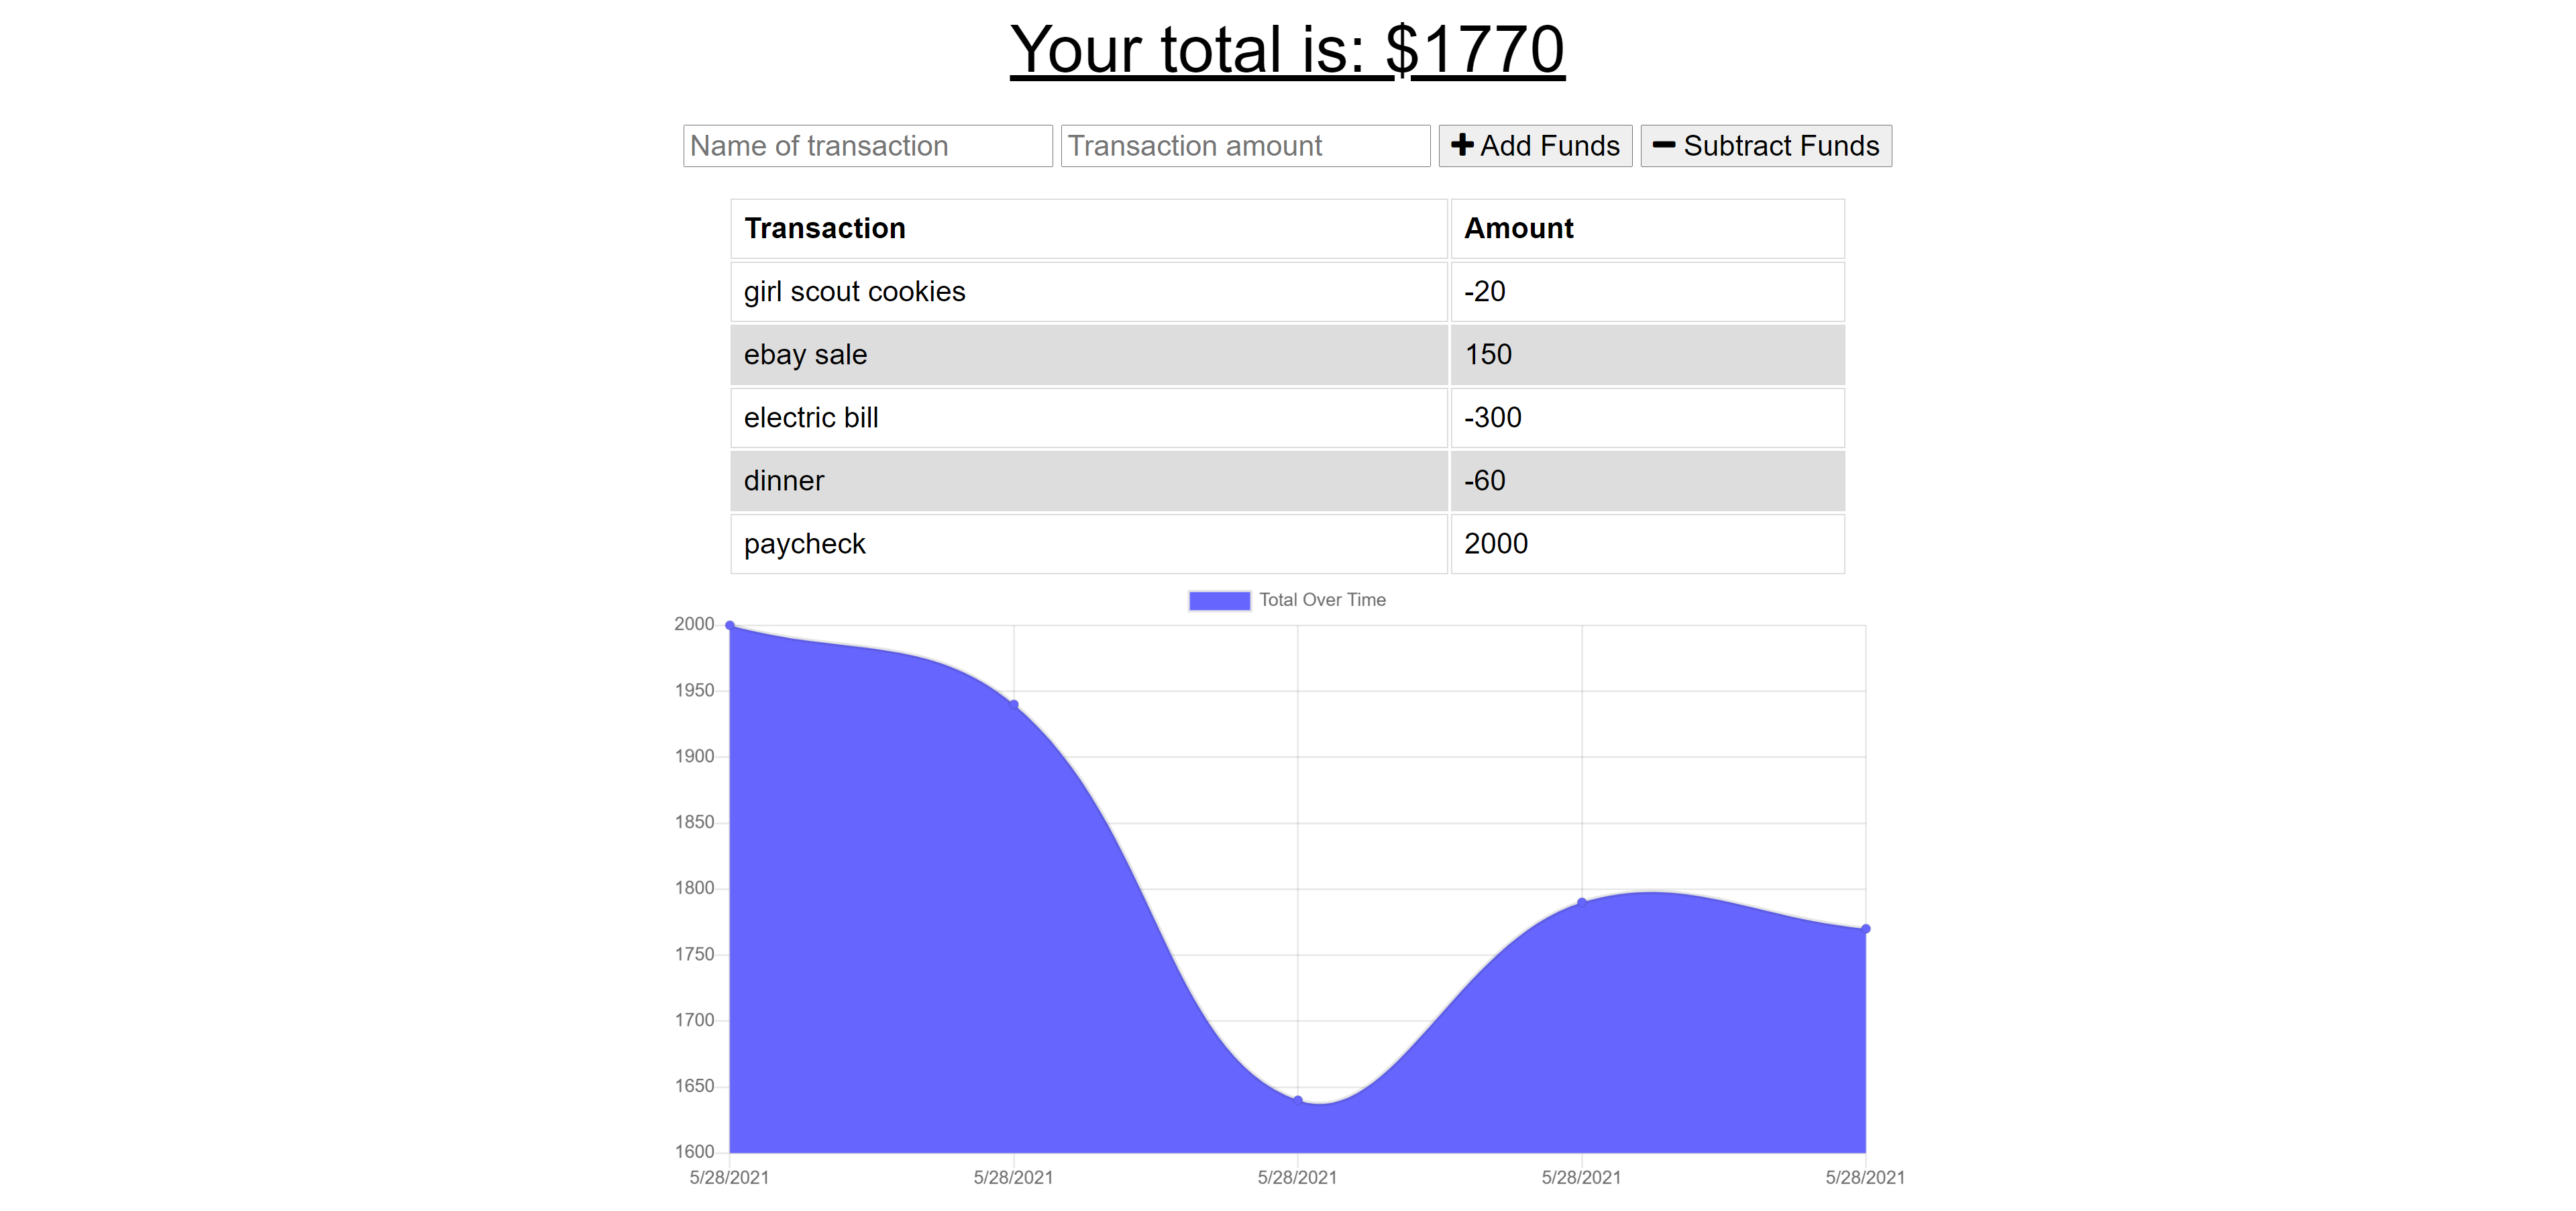 Your total is: $1770
Name of transaction Transaction amount Add Funds Subtract Funds
Transaction Amount
girl scout cookies -20
ebay sale 150
electric bill -300
dinner -60
paycheck 2000
Total Over Time
2000
1950
1900
1850
1800
1750
1700
1650
1600
5/28/2021 5/28/2021 5/28/2021 5/28/2021 5/28/2021